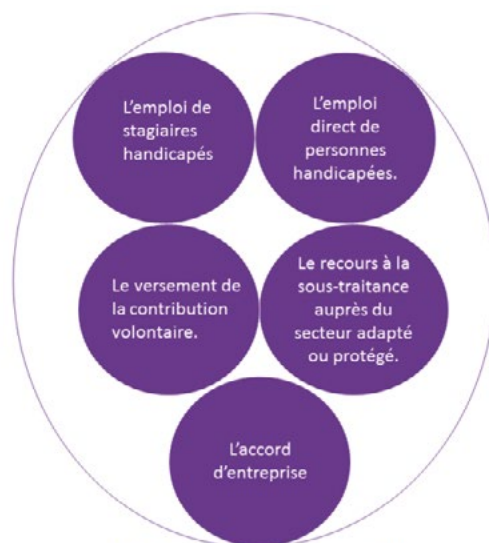 L'emploi de
stagiaires
handicapés
L'emploi
direct de
personnes
handicapées.
Le versement de
la contribution
volontaire.
Le recours à la
sous-traitance
auprès du
secteur adapté
ou protégé.
L'accord
d'entreprise